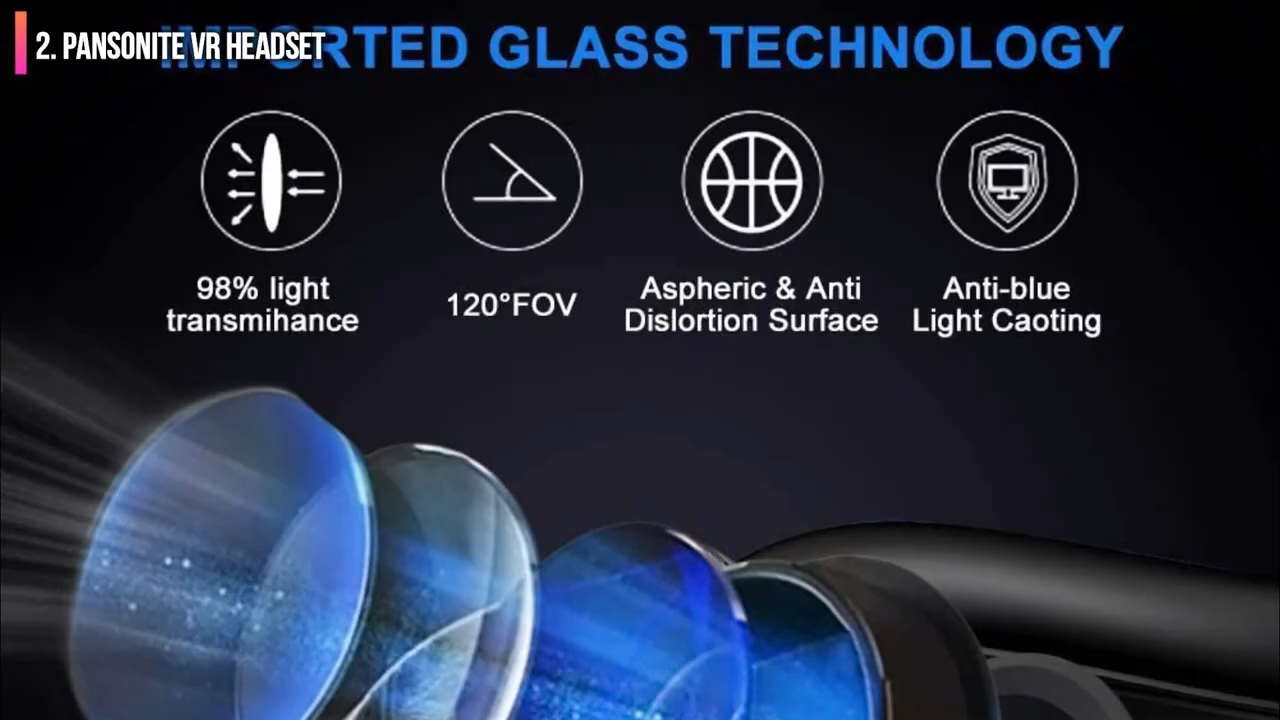 2. PANSONITE VR HEADSET
IMPORTED GLASS TECHNOLOGY
98% light
transmihance
120°FOV
Aspheric & Anti
Dislortion Surface
Anti-blue
Light Caoting